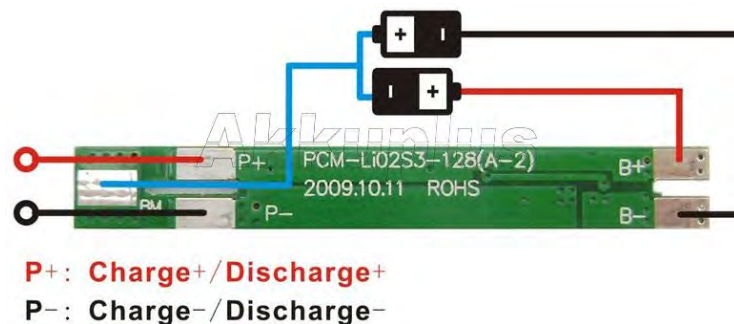 + -
- +
Akkuplus
P+ PCM-Li02S3-128(A-2) B+
2009.10.11 ROHS
BM P- B-
P+: Charge+/Discharge+
P-: Charge-/Discharge-